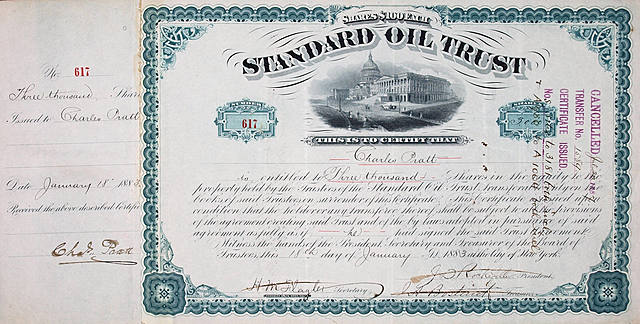 No. 617
Three thousand Shares
Issued to Charles Pratt
Date January 18th 1883
Received the above described Certificate
Chas. Pratt
SHARES $100 EACH
STANDARD OIL TRUST
NUMBER
617
THIS IS TO CERTIFY THAT
Charles Pratt
is entitled to Three thousand shares in the equity to the
property held by the Trustees of the Standard Oil Trust, transferable only on the
books of said Trustees on surrender of this Certificate. This Certificate is issued upon
condition that the holder or any transferee thereof shall be subject to all the provisions
of the agreement creating said Trust and of the by-laws adopted in pursuance of said
agreement as fully as if he had signed the said Trust agreement.
Witness the hands of the President Secretary and Treasurer of the Board of
Trustees this 18th day of January 1883 at the City of New York.
H M Flagler Secretary
President
Treasurer
CANCELLED
TRANSFER No.
CERTIFICATE ISSUED
Nos.